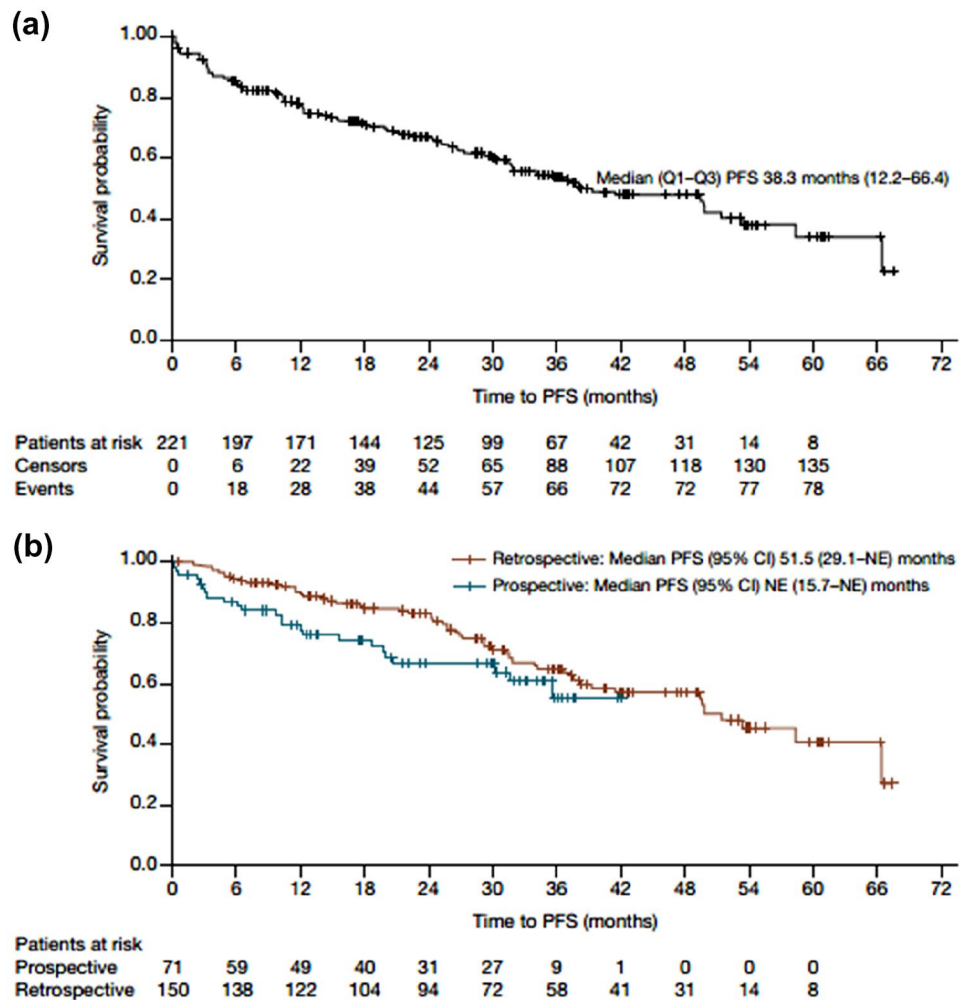 (a)
1.00
0.8
0.6
0.4
0.2
0.0
Survival probability
Median (Q1–Q3) PFS 38.3 months (12.2–66.4)
0 6 12 18 24 30 36 42 48 54 60 66 72
Time to PFS (months)
Patients at risk 221 197 171 144 125 99 67 42 31 14 8
Censors 0 6 22 39 52 65 88 107 118 130 135
Events 0 18 28 38 44 57 66 72 72 77 78
(b)
Retrospective: Median PFS (95% CI) 51.5 (29.1–NE) months
Prospective: Median PFS (95% CI) NE (15.7–NE) months
1.00
0.8
0.6
0.4
0.2
0.0
Survival probability
0 6 12 18 24 30 36 42 48 54 60 66 72
Time to PFS (months)
Patients at risk
Prospective 71 59 49 40 31 27 9 1 0 0 0
Retrospective 150 138 122 104 94 72 58 41 31 14 8